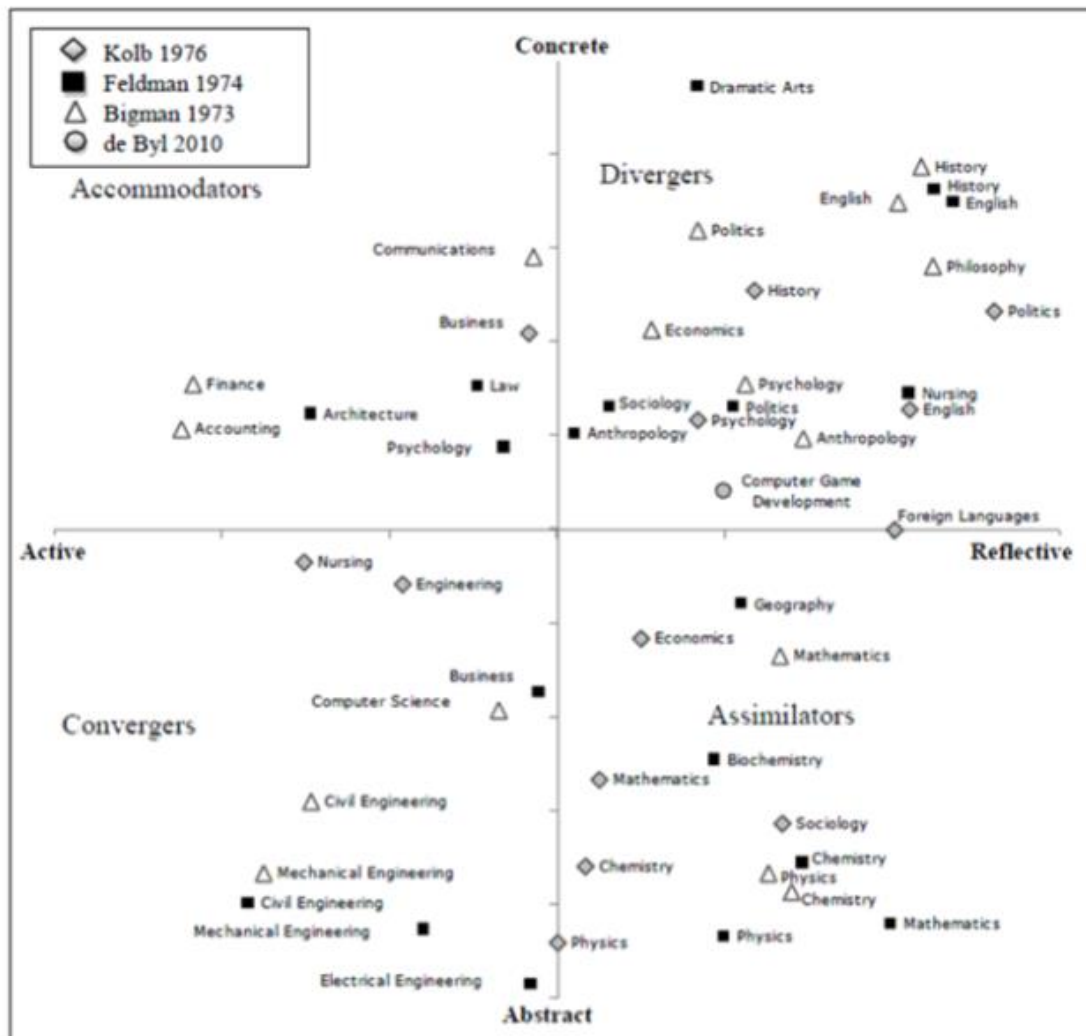 Concrete
Kolb 1976
Feldman 1974
Bigman 1973
de Byl 2010
Accommodators
Divergers
Dramatic Arts
History
History
English
English
Politics
Communications
Philosophy
History
Politics
Business
Economics
Finance
Law
Psychology
Nursing
Architecture
Sociology
Politics
English
Accounting
Psychology
Psychology
Anthropology
Anthropology
Computer Game
Development
Foreign Languages
Active
Reflective
Nursing
Engineering
Geography
Economics
Mathematics
Business
Computer Science
Convergers
Assimilators
Biochemistry
Mathematics
Civil Engineering
Sociology
Chemistry
Chemistry
Mechanical Engineering
Physics
Chemistry
Civil Engineering
Mechanical Engineering
Mathematics
Physics
Physics
Electrical Engineering
Abstract